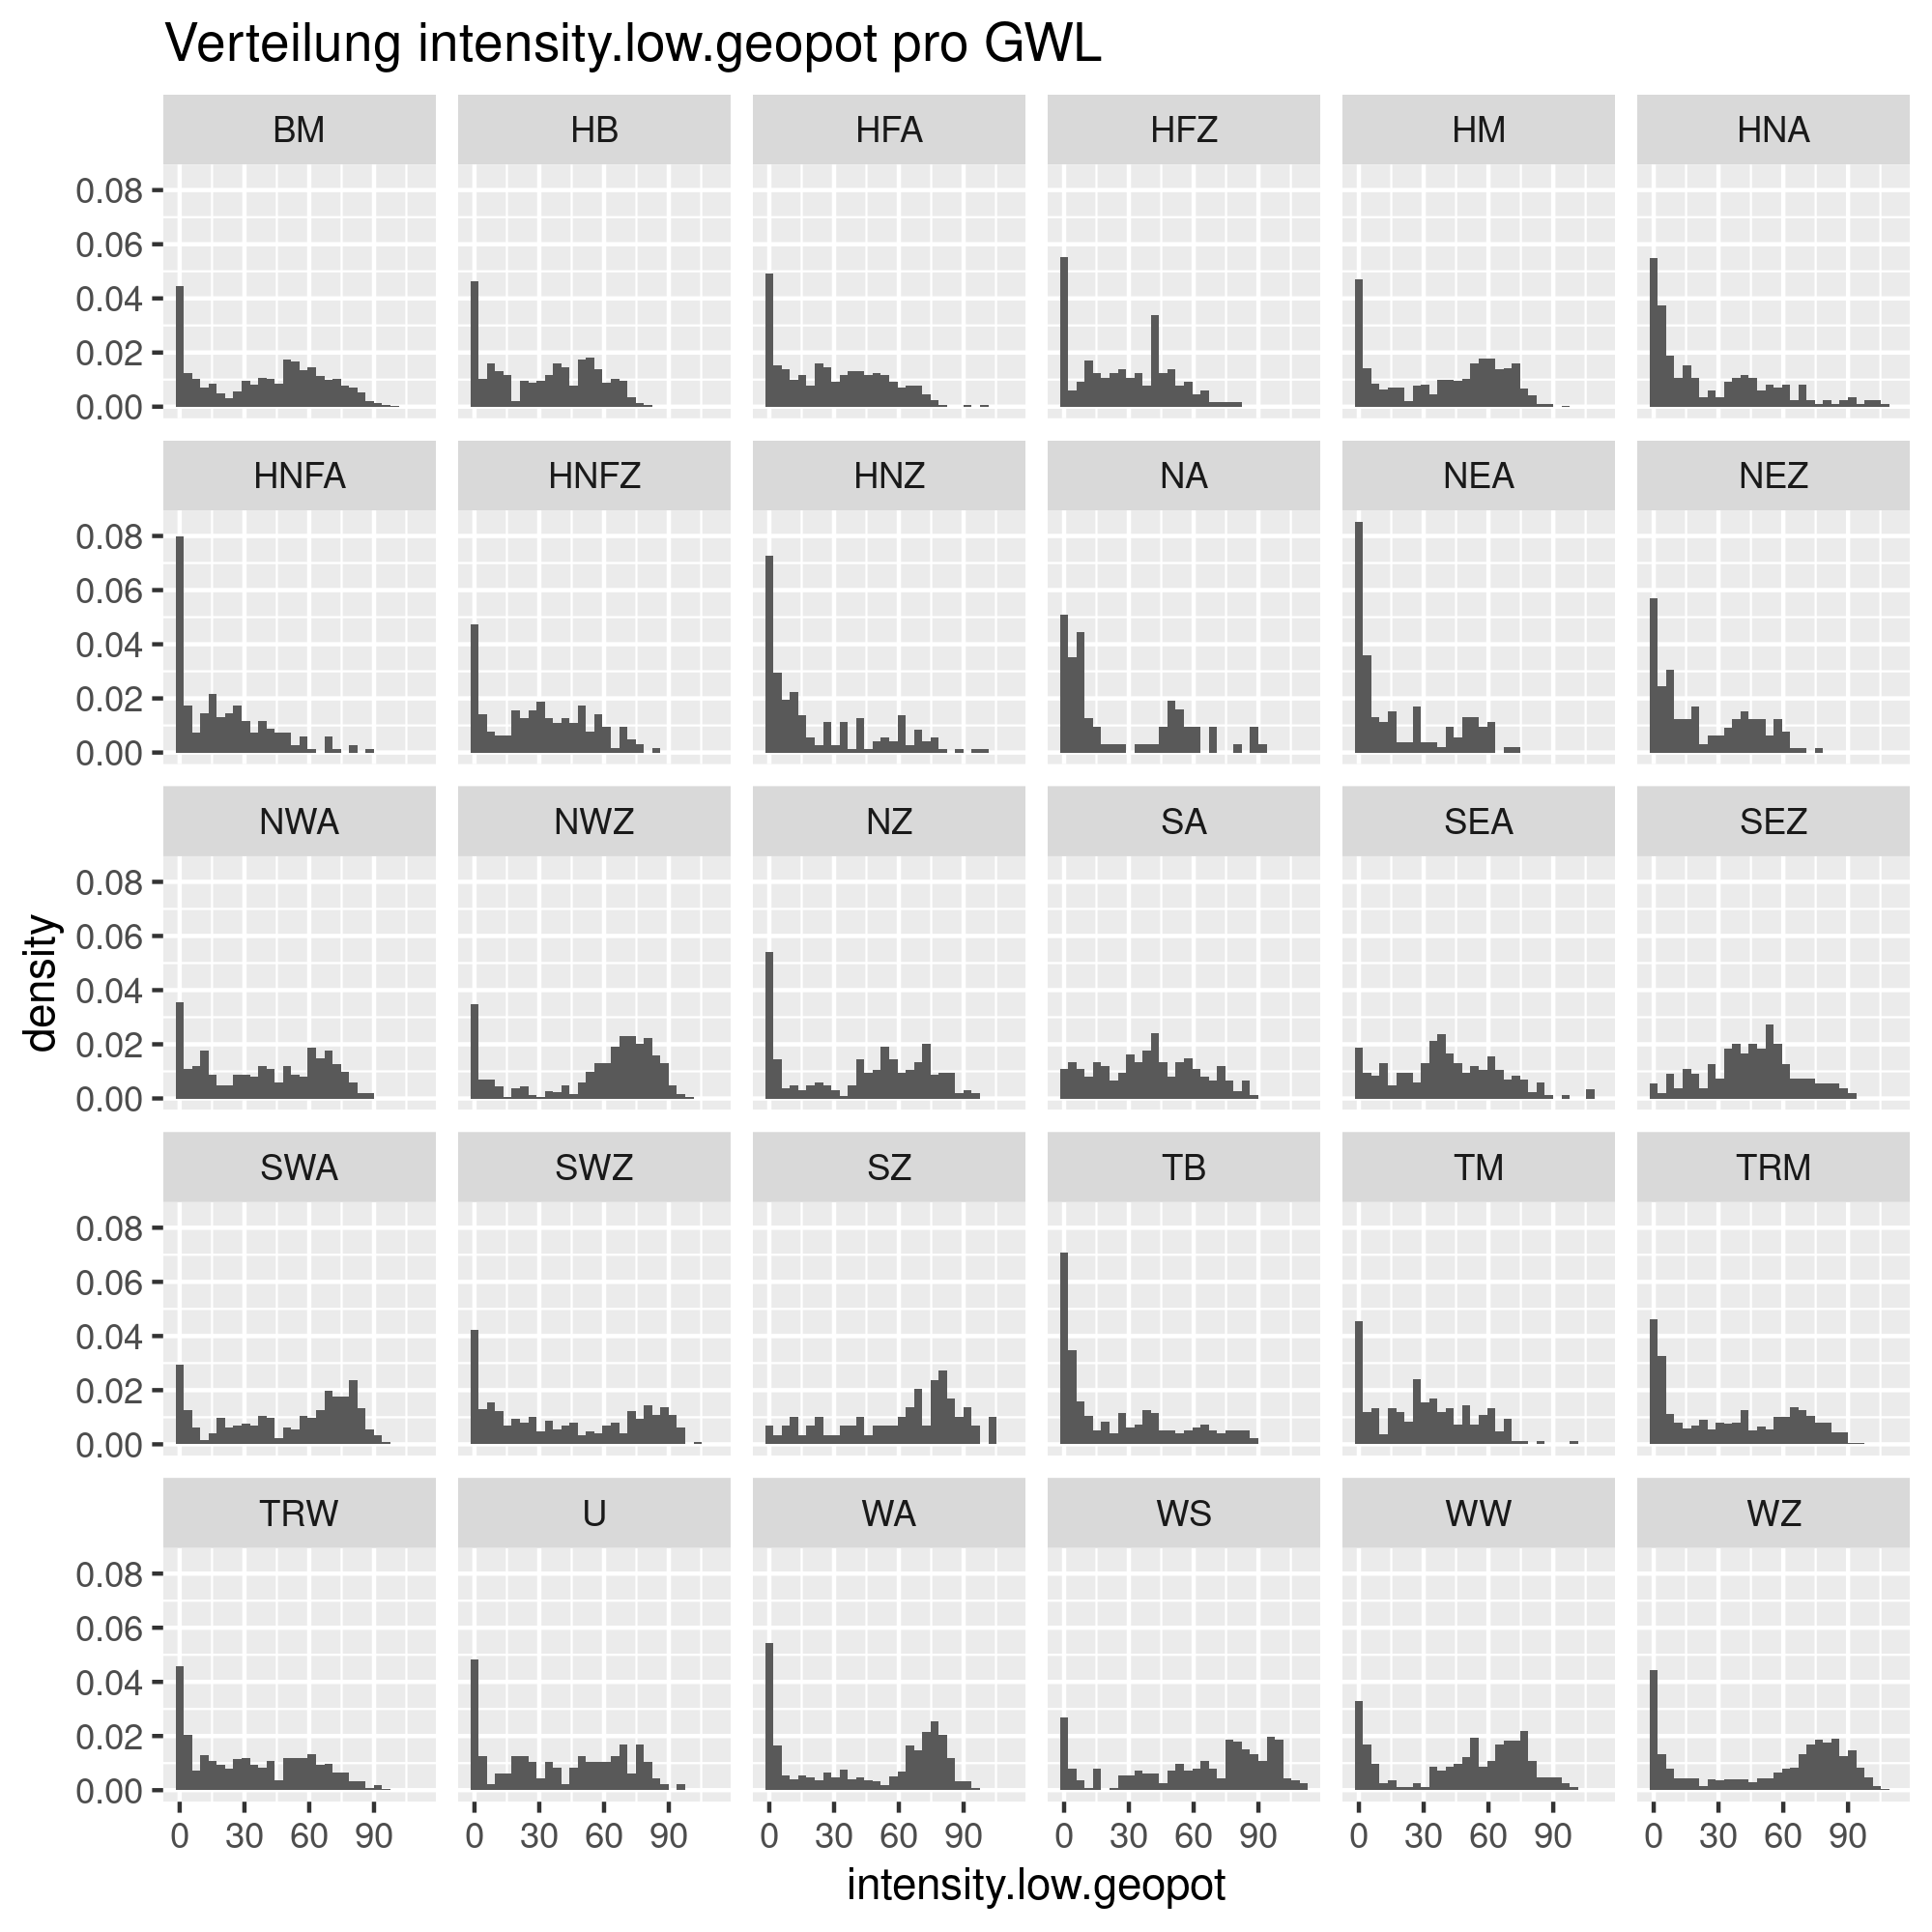 Verteilung intensity.low.geopot pro GWL
BM HB HFA HFZ HM HNA
0.08
0.06
0.04
0.02
0.00
HNFA HNFZ HNZ NA NEA NEZ
0.08
0.06
0.04
0.02
0.00
NWA NWZ NZ SA SEA SEZ
0.08
0.06
0.04
0.02
0.00
density
SWA SWZ SZ TB TM TRM
0.08
0.06
0.04
0.02
0.00
TRW U WA WS WW WZ
0.08
0.06
0.04
0.02
0.00
0 30 60 90 0 30 60 90 0 30 60 90 0 30 60 90 0 30 60 90 0 30 60 90
intensity.low.geopot